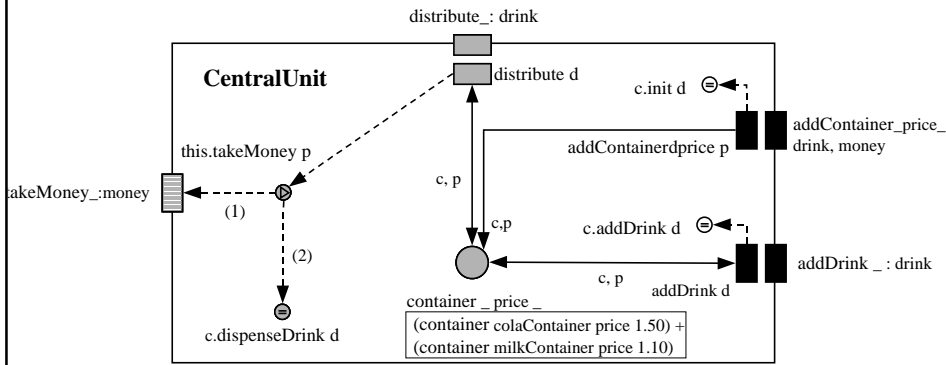 distribute_: drink
CentralUnit
distribute d
c.init d
addContainer_price_
drink, money
addContainerdprice p
this.takeMoney p
takeMoney_:money
(1)
c, p
c,p
(2)
c.addDrink d
addDrink _ : drink
c, p
addDrink d
container _ price _
c.dispenseDrink d
(container colaContainer price 1.50) +
(container milkContainer price 1.10)